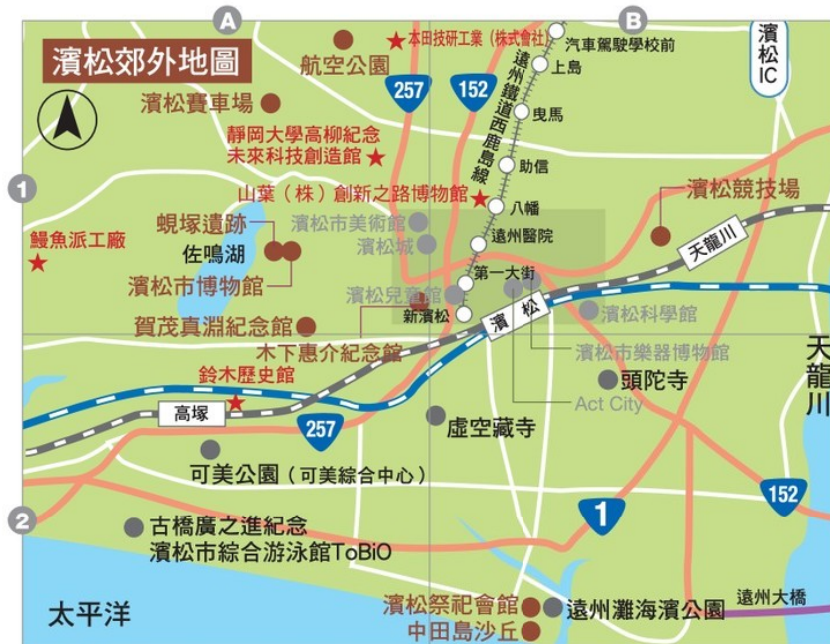 A
B
濱松郊外地圖
航空公園
本田技研工業(株式會社)
汽車駕駛學校前
濱松IC
上島
257
152
遠州鐵道西鹿島線
濱松賽車場
曳馬
靜岡大學高柳紀念
未來科技創造館
助信
1
山葉(株)創新之路博物館
八幡
濱松競技場
蜆塚遺跡
濱松市美術館
鰻魚派工廠
佐鳴湖
濱松城
遠州醫院
天龍川
濱松市博物館
第一大街
濱松兒童館
新濱松
濱松
濱松科學館
賀茂真淵紀念館
木下惠介紀念館
濱松市樂器博物館
天龍川
鈴木歷史館
頭陀寺
Act City
高塚
257
虛空藏寺
可美公園(可美綜合中心)
1
152
2
古橋廣之進紀念
濱松市綜合游泳館ToBiO
太平洋
濱松祭祀會館
遠州灘海濱公園
遠州大橋
中田島沙丘